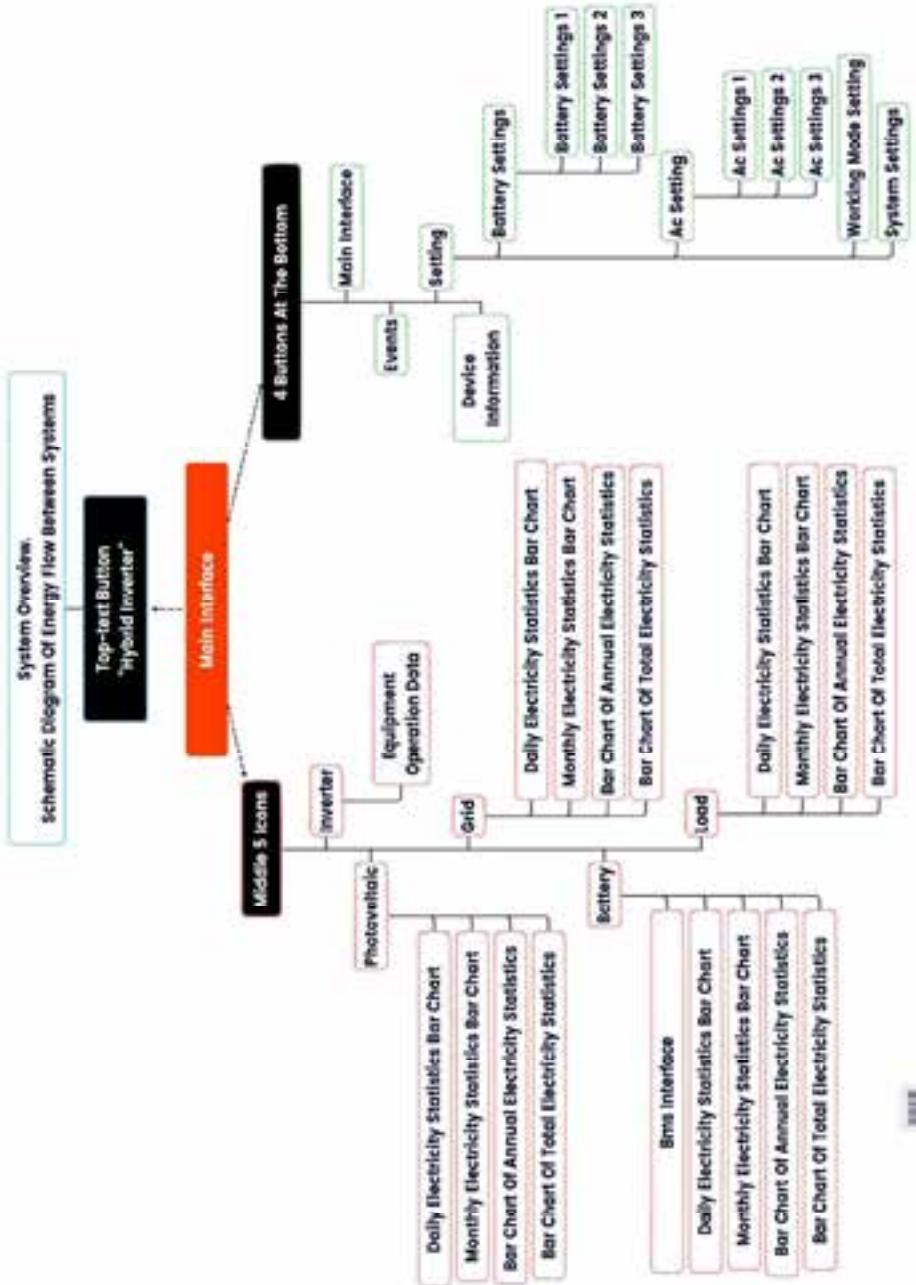 System Overview.
Schematic Diagram Of Energy Flow Between Systems
Top-text Button
"Hybrid Inverter"
Main Interface
Middle 5 Icons
Inverter
Equipment
Operation Data
Photoveltaic
Daily Electricity Statistics Bar Chart
Monthly Electricity Statistics Bar Chart
Bar Chart Of Annual Electricity Statistics
Bar Chart Of Total Electricity Statistics
Grid
Daily Electricity Statistics Bar Chart
Monthly Electricity Statistics Bar Chart
Bar Chart Of Annual Electricity Statistics
Bar Chart Of Total Electricity Statistics
Battery
Bms Interface
Daily Electricity Statistics Bar Chart
Monthly Electricity Statistics Bar Chart
Bar Chart Of Annual Electricity Statistics
Bar Chart Of Total Electricity Statistics
Load
Daily Electricity Statistics Bar Chart
Monthly Electricity Statistics Bar Chart
Bar Chart Of Annual Electricity Statistics
Bar Chart Of Total Electricity Statistics
4 Buttons At The Bottom
Main Interface
Events
Setting
Device
Information
Battery Settings
Battery Settings 1
Battery Settings 2
Battery Settings 3
Ac Setting
Ac Settings 1
Ac Settings 2
Ac Settings 3
Working Mode Setting
System Settings